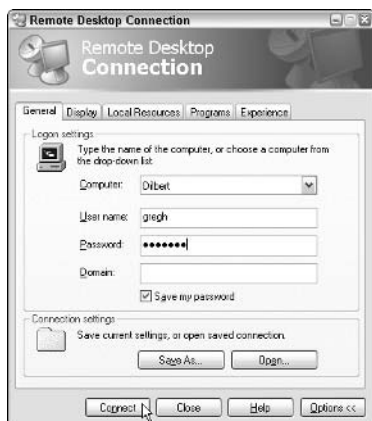 Remote Desktop Connection
Remote Desktop
Connection
General Display Local Resources Programs Experience
Logon settings
Type the name of the computer, or choose a computer from
the drop-down list.
Computer: Dilbert
User name: gregh
Password: •••••••
Domain:
Save my password
Connection settings
Save current settings, or open saved connection.
Save As... Open...
Connect Close Help Options <<